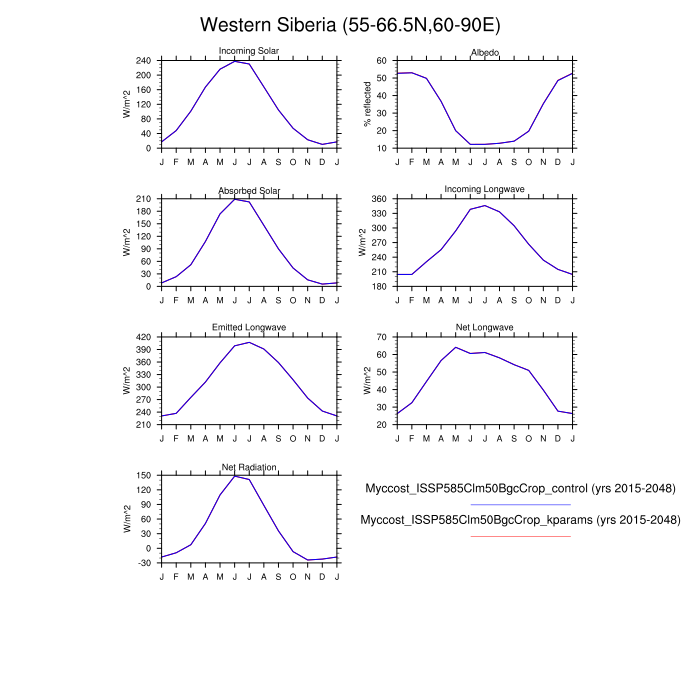 Western Siberia (55-66.5N,60-90E)
Incoming Solar
W/m^2
240
200
160
120
80
40
0
J F M A M J J A S O N D J
Albedo
% reflected
60
50
40
30
20
10
J F M A M J J A S O N D J
Absorbed Solar
W/m^2
210
180
150
120
90
60
30
0
J F M A M J J A S O N D J
Incoming Longwave
W/m^2
360
330
300
270
240
210
180
J F M A M J J A S O N D J
Emitted Longwave
W/m^2
420
390
360
330
300
270
240
210
J F M A M J J A S O N D J
Net Longwave
W/m^2
70
60
50
40
30
20
J F M A M J J A S O N D J
Net Radiation
W/m^2
150
120
90
60
30
0
-30
J F M A M J J A S O N D J
Myccost_ISSP585Clm50BgcCrop_control (yrs 2015-2048)
Myccost_ISSP585Clm50BgcCrop_kparams (yrs 2015-2048)